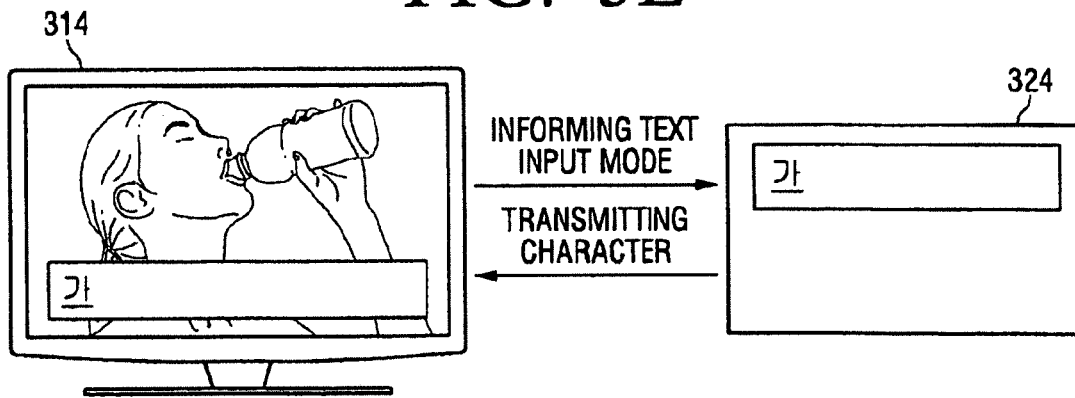 314
324
INFORMING TEXT
INPUT MODE
가
TRANSMITTING
CHARACTER
가